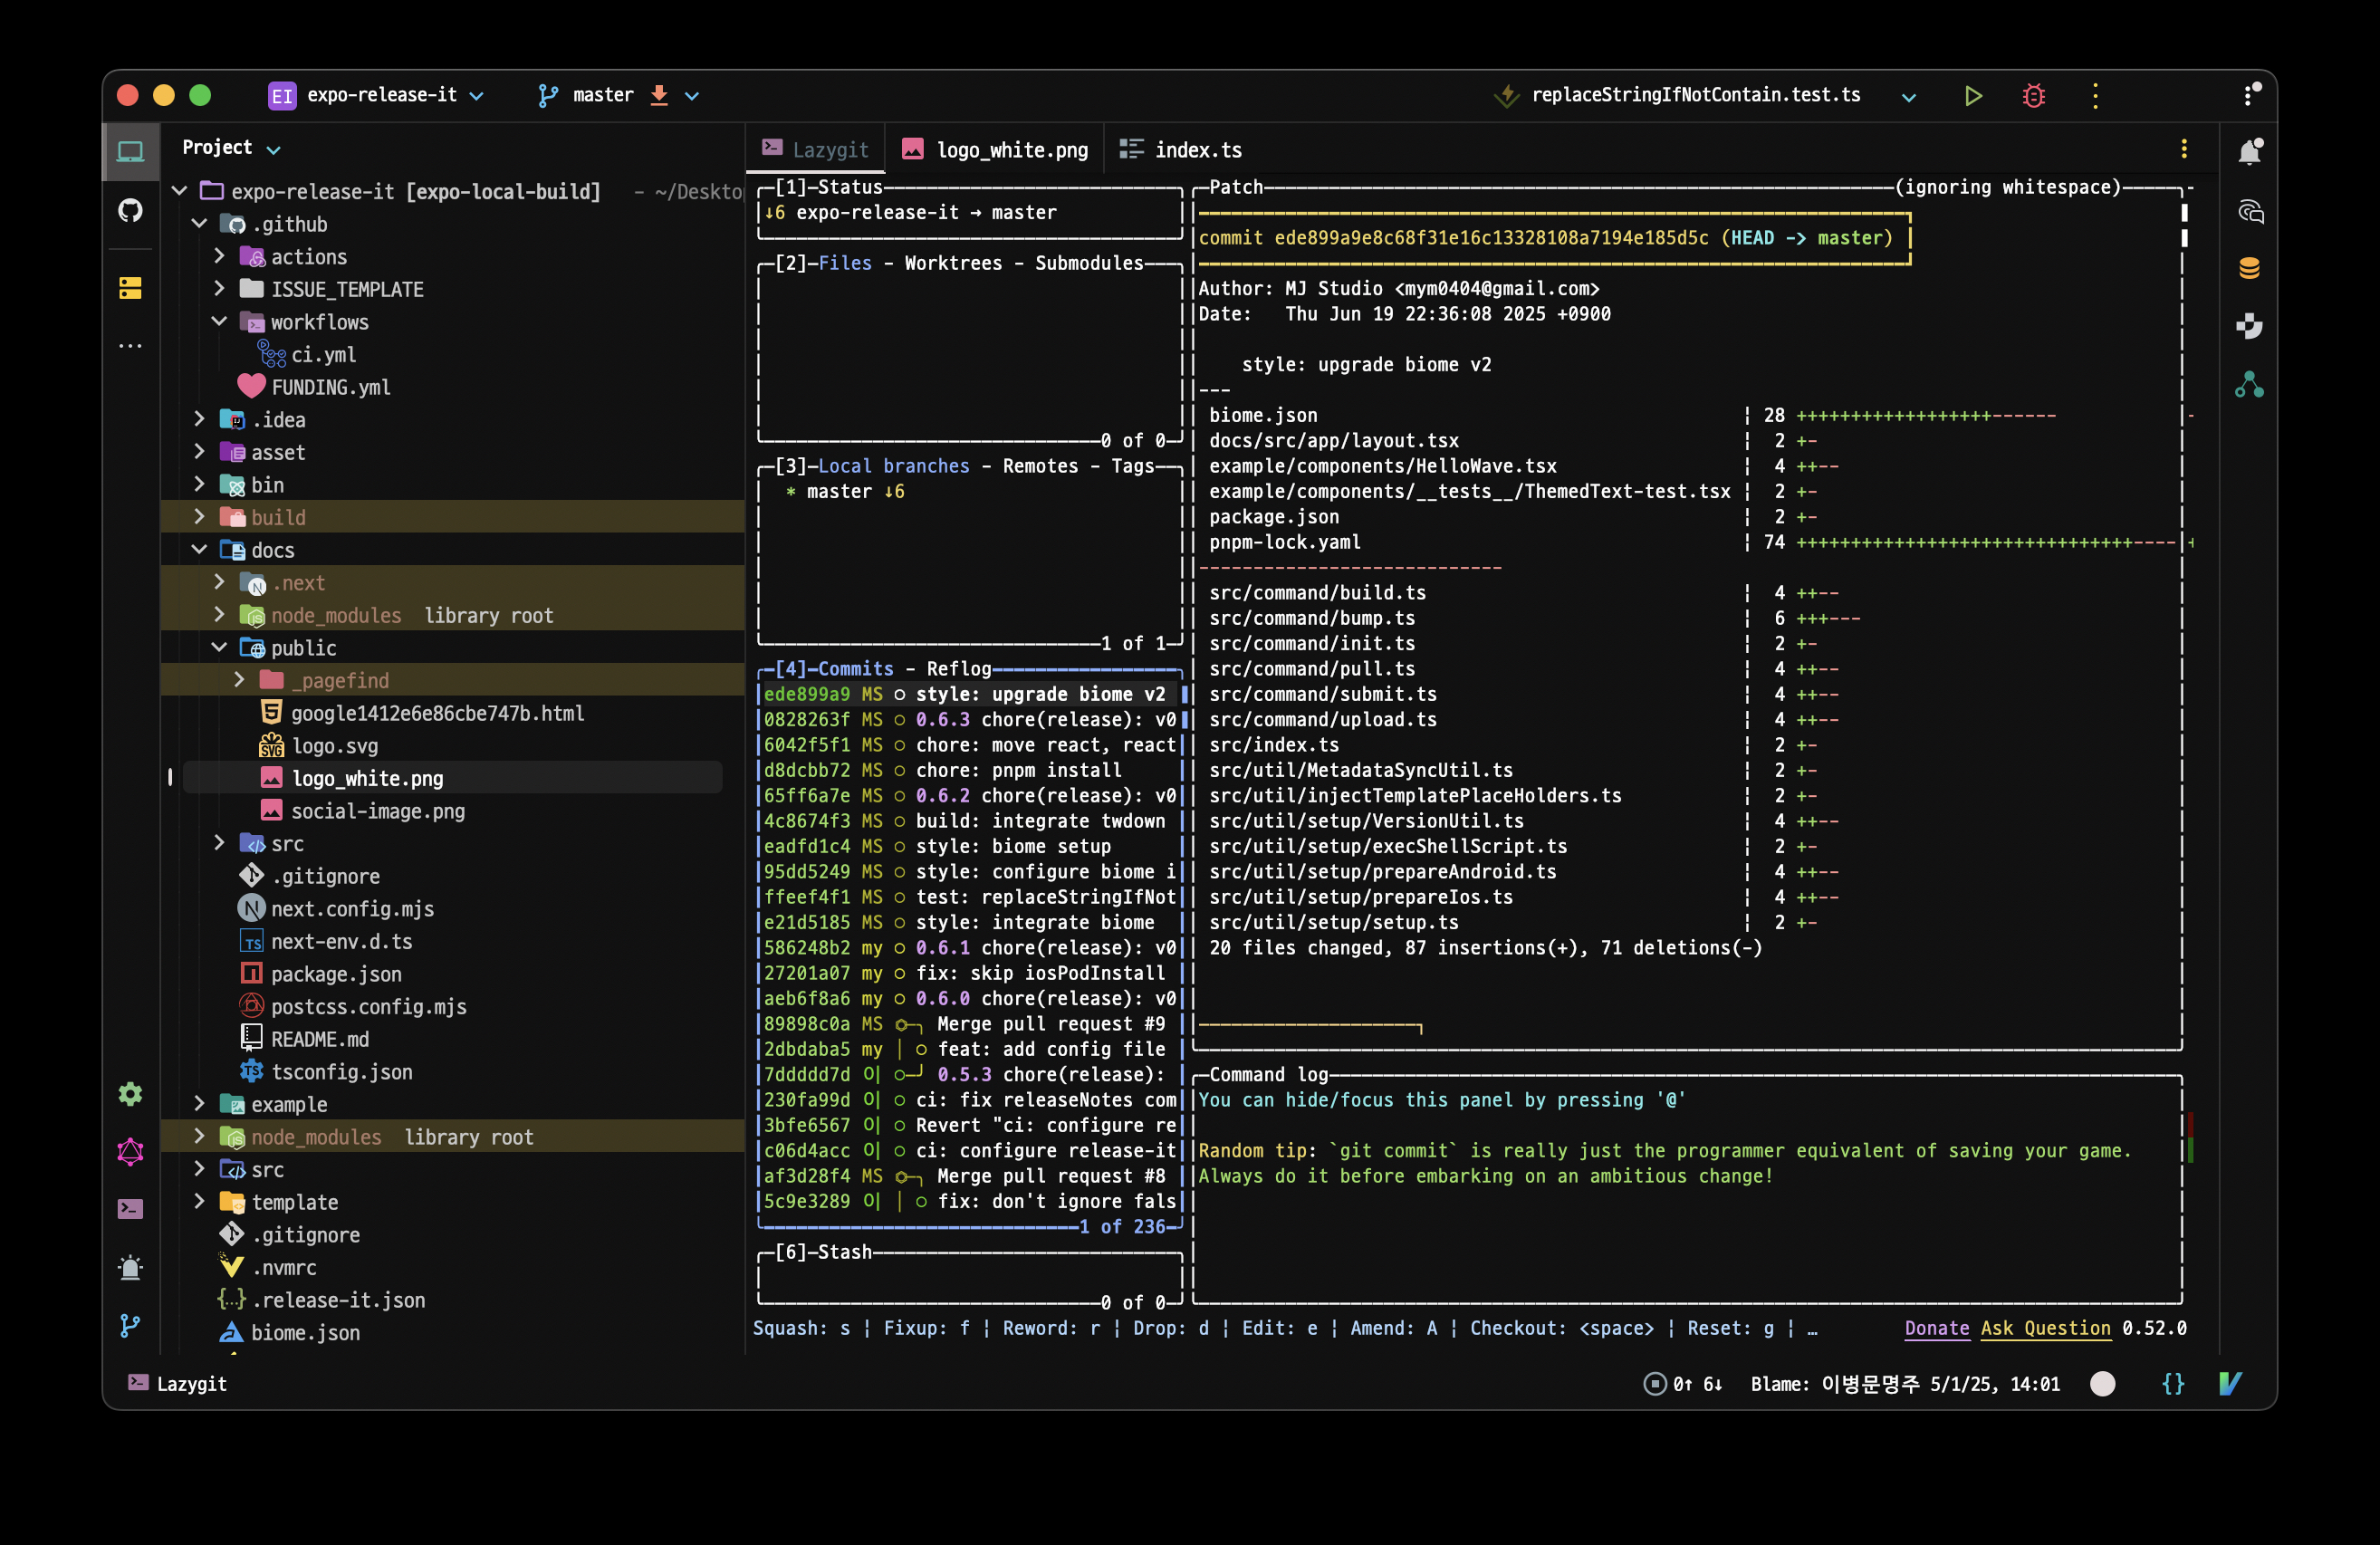 EI expo-release-it master replaceStringIfNotContain.test.ts
Project
expo-release-it [expo-local-build] – ~/Deskto
.github
actions
ISSUE_TEMPLATE
workflows
ci.yml
FUNDING.yml
.idea
asset
bin
build
docs
.next
node_modules library root
public
_pagefind
google1412e6e86cbe747b.html
logo.svg
logo_white.png
social-image.png
src
.gitignore
next.config.mjs
next-env.d.ts
package.json
postcss.config.mjs
README.md
tsconfig.json
example
node_modules library root
src
template
.gitignore
.nvmrc
.release-it.json
biome.json
Lazygit logo_white.png index.ts
[1]-Status
↓6 expo-release-it → master
[2]-Files - Worktrees - Submodules
0 of 0
[3]-Local branches - Remotes - Tags
* master ↓6
1 of 1
[4]-Commits - Reflog
ede899a9 MS ○ style: upgrade biome v2
0828263f MS ○ 0.6.3 chore(release): v0
6042f5f1 MS ○ chore: move react, react
d8dcbb72 MS ○ chore: pnpm install
65ff6a7e MS ○ 0.6.2 chore(release): v0
4c8674f3 MS ○ build: integrate twdown
eadfd1c4 MS ○ style: biome setup
95dd5249 MS ○ style: configure biome i
ffeef4f1 MS ○ test: replaceStringIfNot
e21d5185 MS ○ style: integrate biome
586248b2 my ○ 0.6.1 chore(release): v0
27201a07 my ○ fix: skip iosPodInstall
aeb6f8a6 my ○ 0.6.0 chore(release): v0
89898c0a MS Merge pull request #9
2dbdaba5 my │ ○ feat: add config file
7ddddd7d O| ○─╯ 0.5.3 chore(release):
230fa99d O| ○ ci: fix releaseNotes com
3bfe6567 O| ○ Revert "ci: configure re
c06d4acc O| ○ ci: configure release-it
af3d28f4 MS Merge pull request #8
5c9e3289 O| │ ○ fix: don't ignore fals
1 of 236
[6]-Stash
0 of 0
Patch (ignoring whitespace)
commit ede899a9e8c68f31e16c13328108a7194e185d5c (HEAD -> master)
Author: MJ Studio <mym0404@gmail.com>
Date: Thu Jun 19 22:36:08 2025 +0900
style: upgrade biome v2
---
biome.json | 28 ++++++++++++++++++------
docs/src/app/layout.tsx | 2 +-
example/components/HelloWave.tsx | 4 ++--
example/components/__tests__/ThemedText-test.tsx | 2 +-
package.json | 2 +-
pnpm-lock.yaml | 74 +++++++++++++++++++++++++++++++----
----------------------------
src/command/build.ts | 4 ++--
src/command/bump.ts | 6 +++---
src/command/init.ts | 2 +-
src/command/pull.ts | 4 ++--
src/command/submit.ts | 4 ++--
src/command/upload.ts | 4 ++--
src/index.ts | 2 +-
src/util/MetadataSyncUtil.ts | 2 +-
src/util/injectTemplatePlaceHolders.ts | 2 +-
src/util/setup/VersionUtil.ts | 4 ++--
src/util/setup/execShellScript.ts | 2 +-
src/util/setup/prepareAndroid.ts | 4 ++--
src/util/setup/prepareIos.ts | 4 ++--
src/util/setup/setup.ts | 2 +-
20 files changed, 87 insertions(+), 71 deletions(-)
Command log
You can hide/focus this panel by pressing '@'
Random tip: `git commit` is really just the programmer equivalent of saving your game.
Always do it before embarking on an ambitious change!
Squash: s | Fixup: f | Reword: r | Drop: d | Edit: e | Amend: A | Checkout: <space> | Reset: g | … Donate Ask Question 0.52.0
Lazygit 0↑ 6↓ Blame: 이병문명주 5/1/25, 14:01 {}